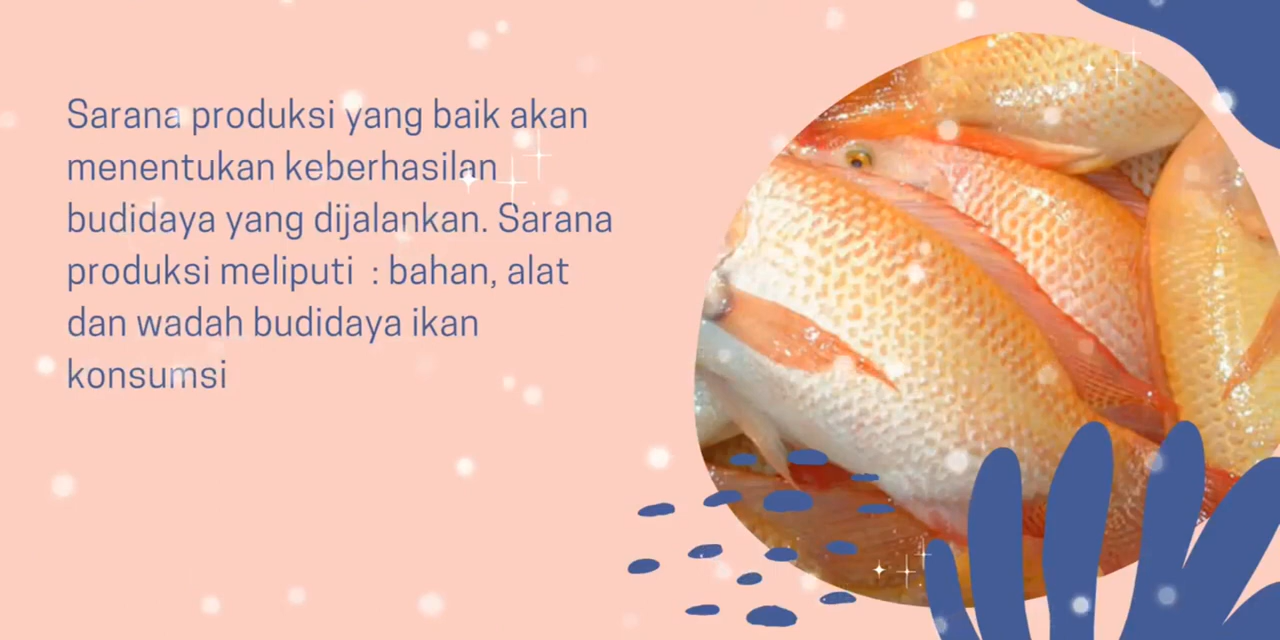 Sarana produksi yang baik akan
menentukan keberhasilan
budidaya yang dijalankan. Sarana
produksi meliputi : bahan, alat
dan wadah budidaya ikan
konsumsi